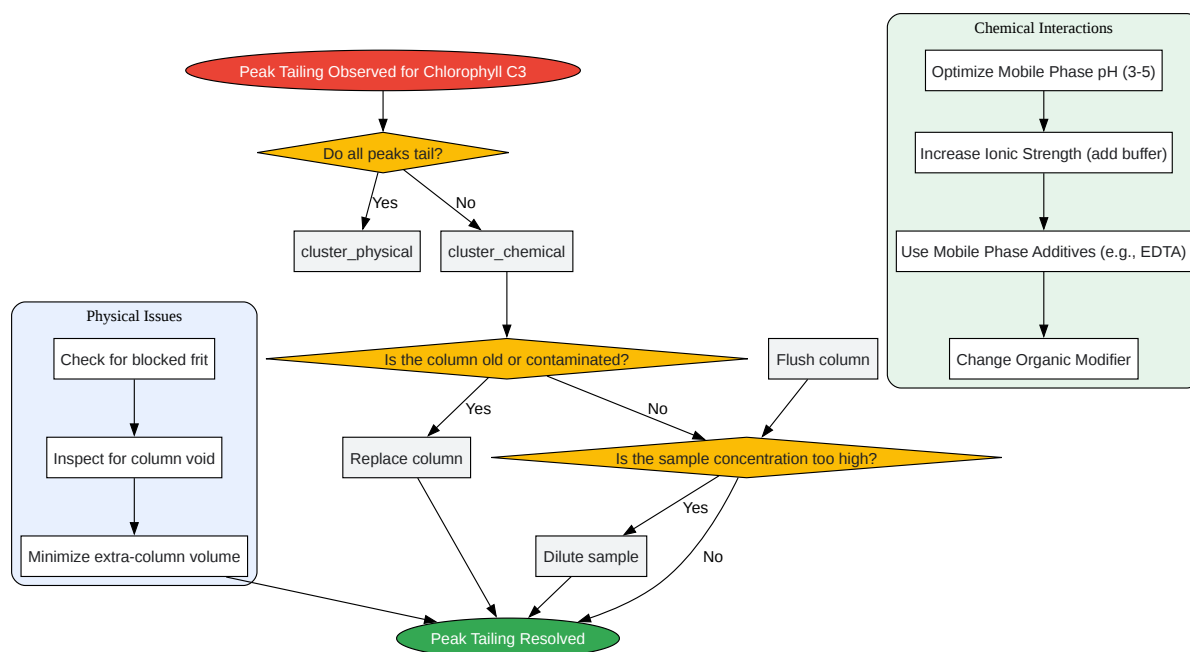 Chemical Interactions
Optimize Mobile Phase pH (3-5)
Increase Ionic Strength (add buffer)
Use Mobile Phase Additives (e.g., EDTA)
Change Organic Modifier
Peak Tailing Observed for Chlorophyll C3
Do all peaks tail?
Yes
No
cluster_physical
cluster_chemical
Physical Issues
Check for blocked frit
Inspect for column void
Minimize extra-column volume
Is the column old or contaminated?
Flush column
Yes
No
Replace column
Is the sample concentration too high?
Yes
No
Dilute sample
Peak Tailing Resolved